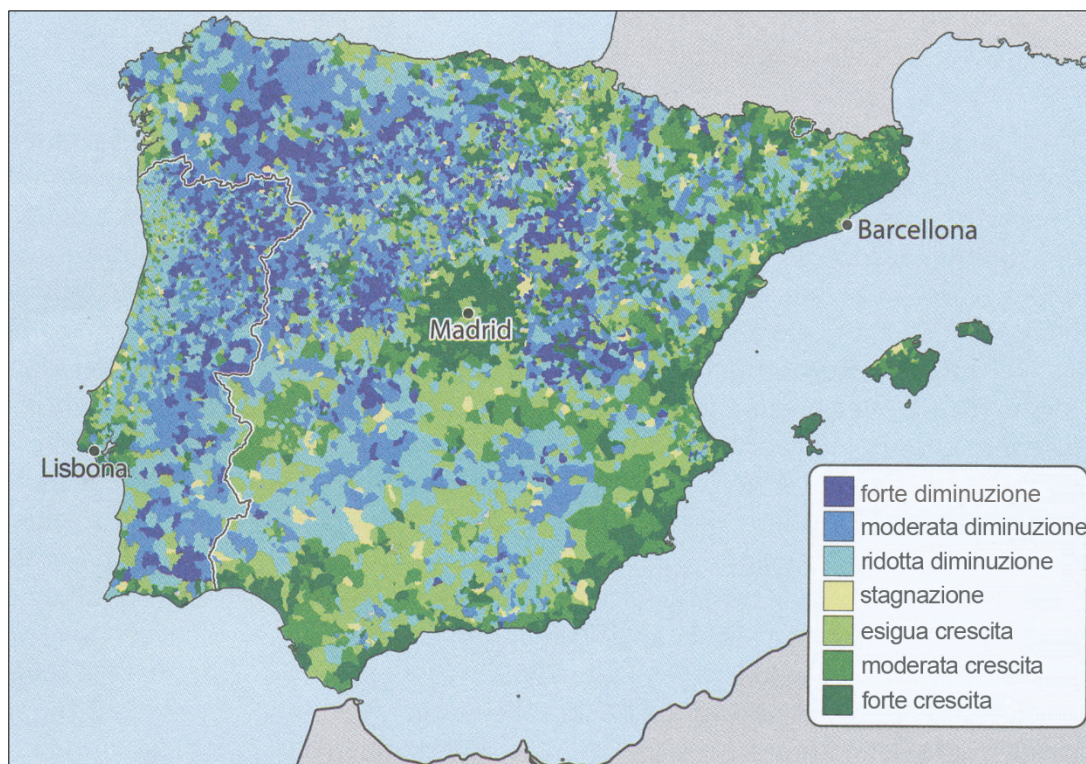 Barcellona
Madrid
Lisbona
forte diminuzione
moderata diminuzione
ridotta diminuzione
stagnazione
esigua crescita
moderata crescita
forte crescita